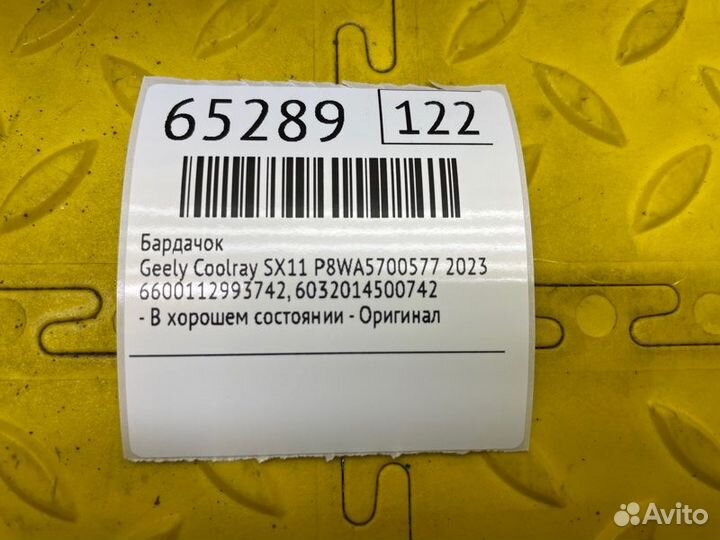 65289 122
Бардачок
Geely Coolray SX11 P8WA5700577 2023
6600112993742, 6032014500742
- В хорошем состоянии - Оригинал
Avito